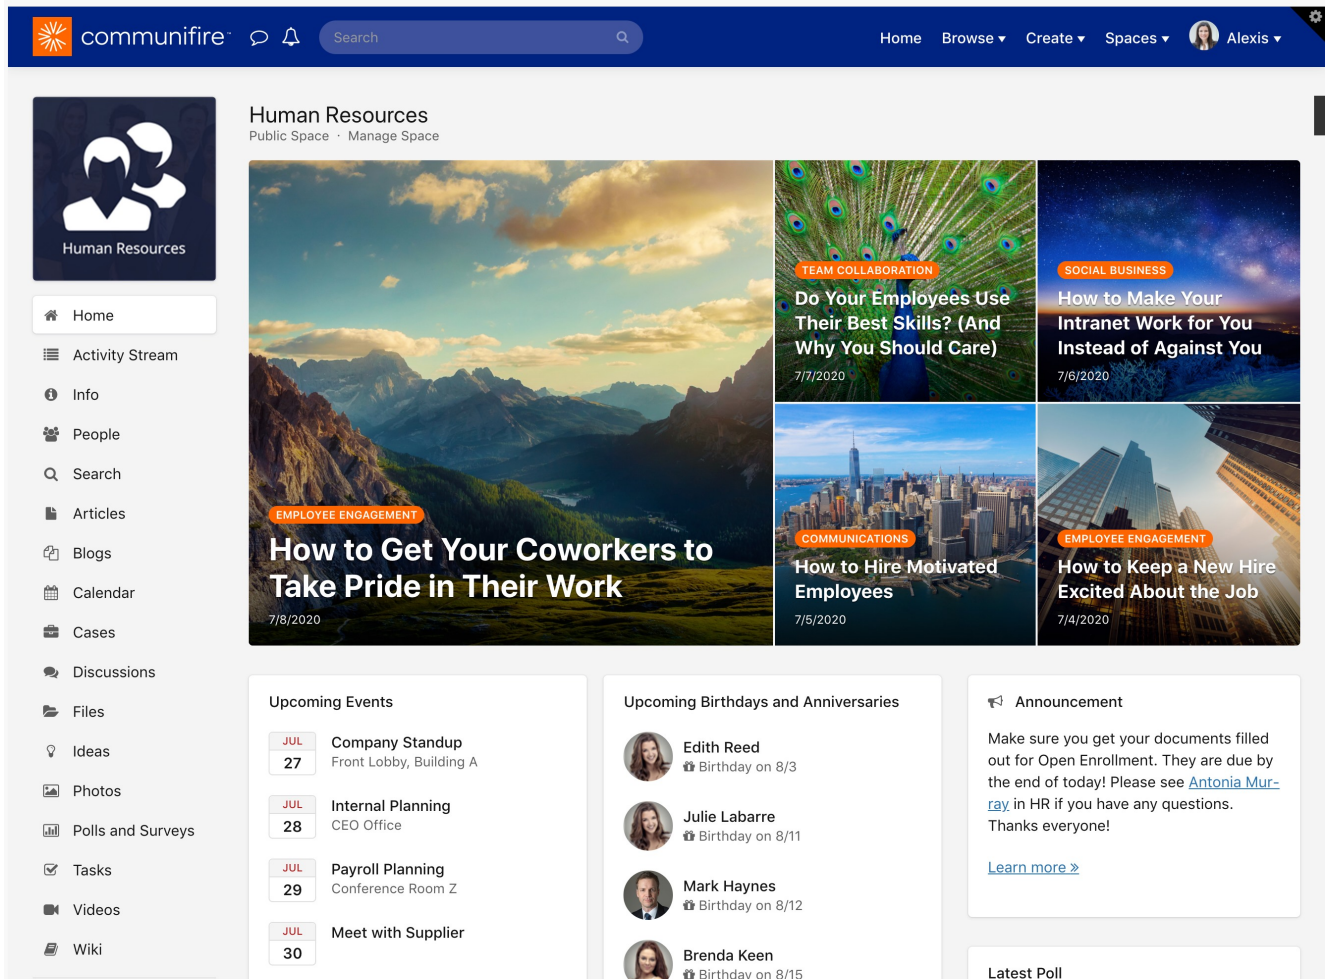 communifire™
Search
Home
Browse
Create
Spaces
Alexis
Human Resources
Home
Activity Stream
Info
People
Search
Articles
Blogs
Calendar
Cases
Discussions
Files
Ideas
Photos
Polls and Surveys
Tasks
Videos
Wiki
Human Resources
Public Space · Manage Space
EMPLOYEE ENGAGEMENT
How to Get Your Coworkers to
Take Pride in Their Work
7/8/2020
TEAM COLLABORATION
Do Your Employees Use
Their Best Skills? (And
Why You Should Care)
7/7/2020
SOCIAL BUSINESS
How to Make Your
Intranet Work for You
Instead of Against You
7/6/2020
COMMUNICATIONS
How to Hire Motivated
Employees
7/5/2020
EMPLOYEE ENGAGEMENT
How to Keep a New Hire
Excited About the Job
7/4/2020
Upcoming Events
JUL
27
Company Standup
Front Lobby, Building A
JUL
28
Internal Planning
CEO Office
JUL
29
Payroll Planning
Conference Room Z
JUL
30
Meet with Supplier
Upcoming Birthdays and Anniversaries
Edith Reed
Birthday on 8/3
Julie Labarre
Birthday on 8/11
Mark Haynes
Birthday on 8/12
Brenda Keen
Birthday on 8/15
Announcement
Make sure you get your documents filled
out for Open Enrollment. They are due by
the end of today! Please see Antonia Mur-
ray in HR if you have any questions.
Thanks everyone!
Learn more »
Latest Poll